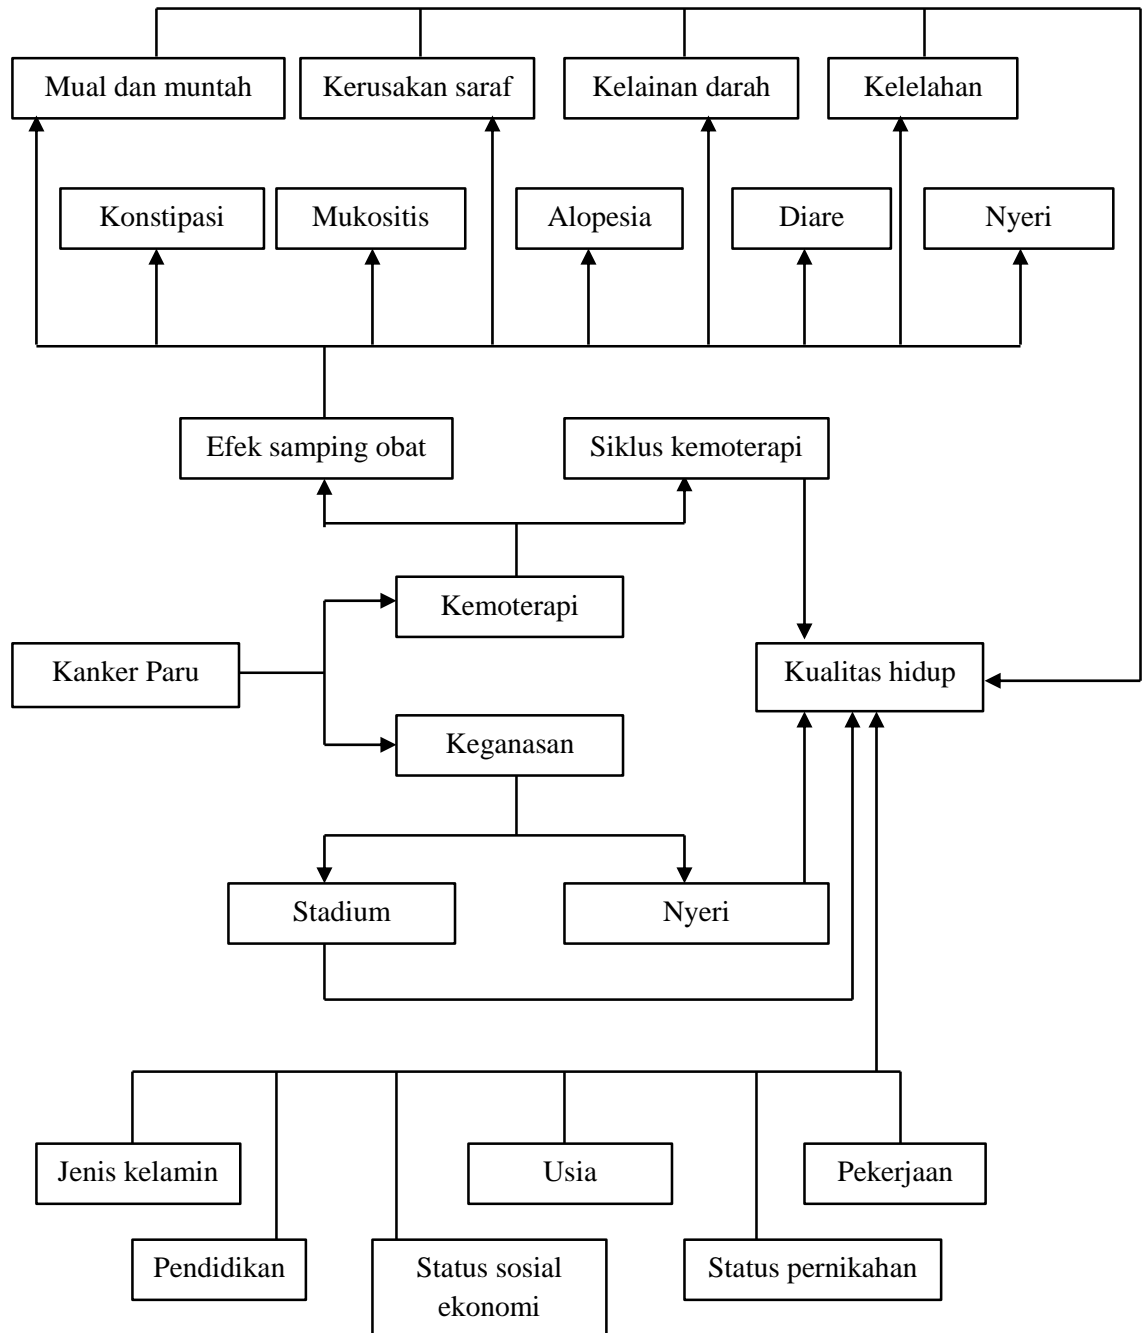 Mual dan muntah
Kerusakan saraf
Kelainan darah
Kelelahan
Konstipasi
Mukositis
Alopesia
Diare
Nyeri
Efek samping obat
Siklus kemoterapi
Kemoterapi
Kanker Paru
Kualitas hidup
Keganasan
Stadium
Nyeri
Jenis kelamin
Usia
Pekerjaan
Pendidikan
Status sosial
ekonomi
Status pernikahan